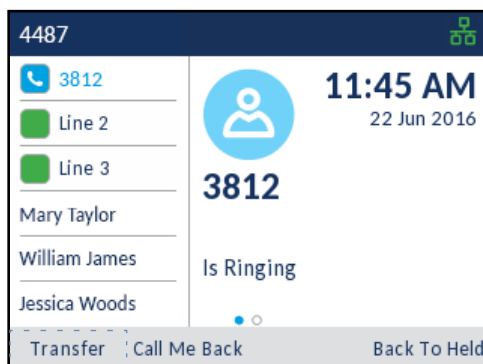 4487
3812
Line 2
Line 3
Mary Taylor
William James
Jessica Woods
11:45 AM
22 Jun 2016
3812
Is Ringing
Transfer Call Me Back Back To Held